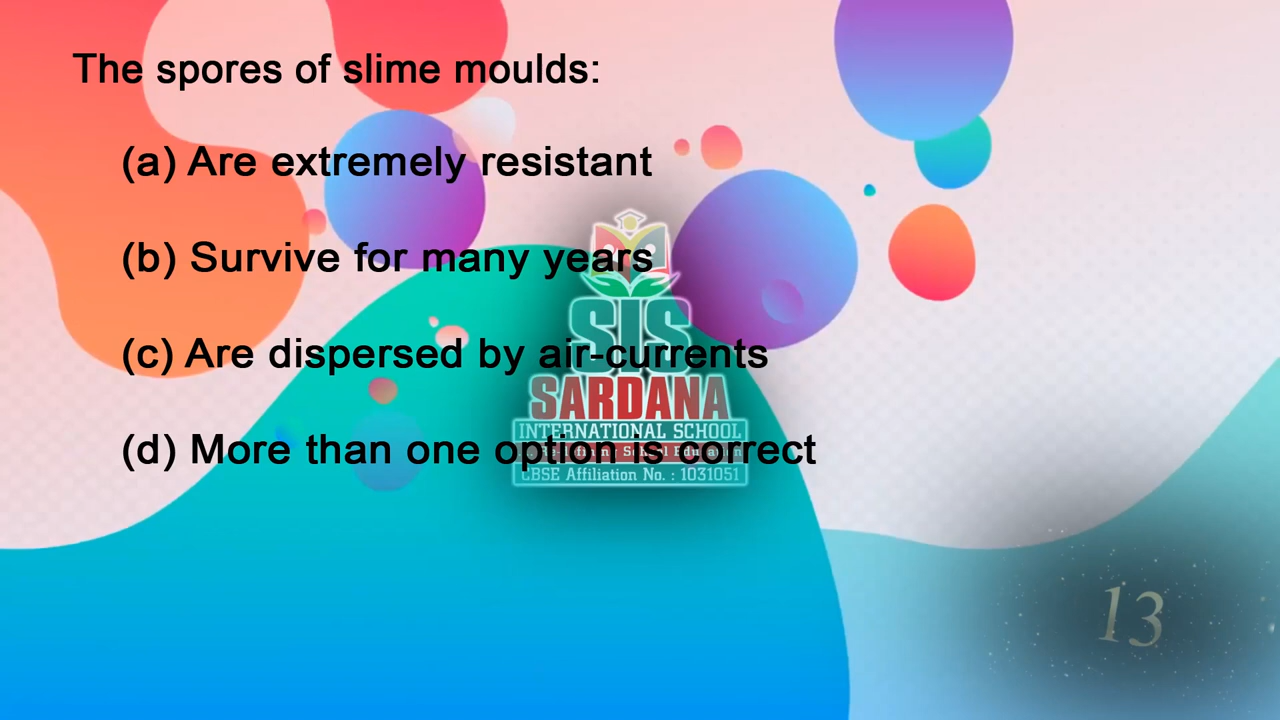 The spores of slime moulds:
(a) Are extremely resistant
(b) Survive for many years
(c) Are dispersed by air-currents
(d) More than one option is correct
SIS
SARDANA
INTERNATIONAL SCHOOL
CBSE Affiliation No. : 1031051
13